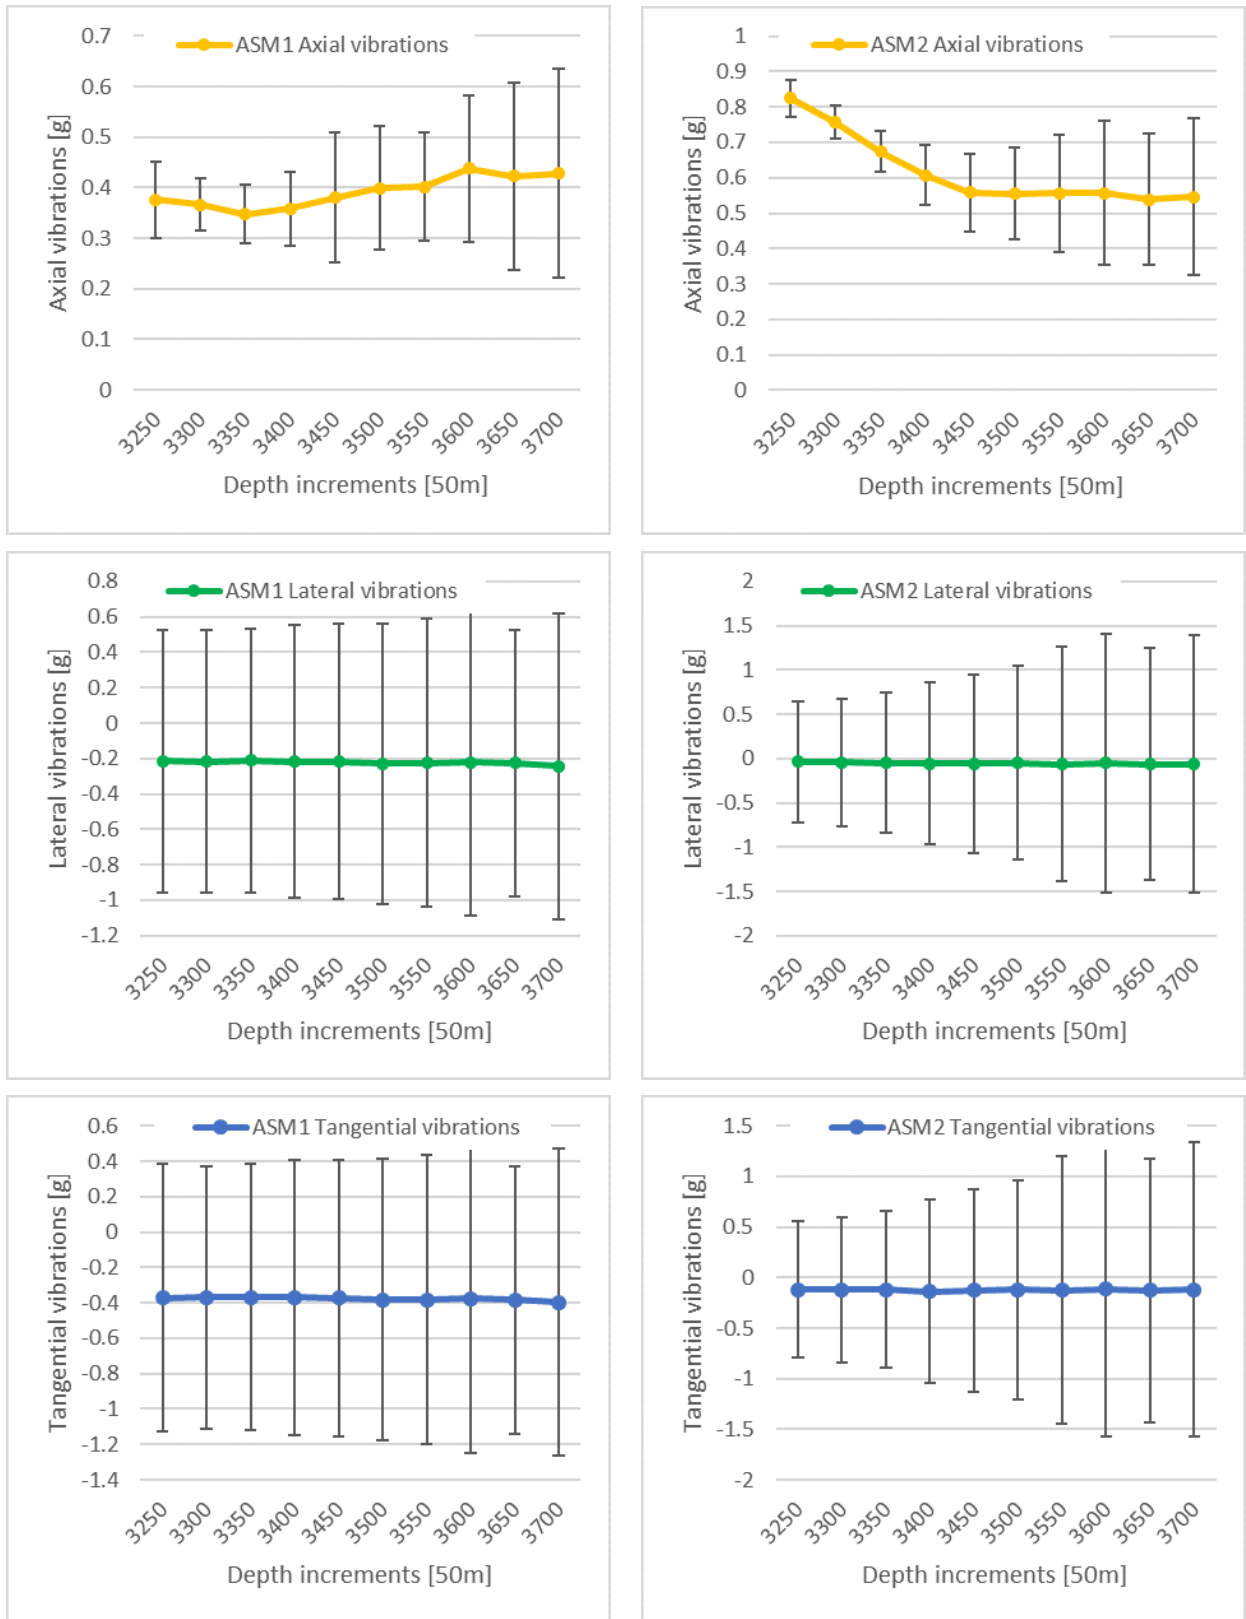 ASM1 Axial vibrations
Axial vibrations [g]
0.7
0.6
0.5
0.4
0.3
0.2
0.1
0
3250 3300 3350 3400 3450 3500 3550 3600 3650 3700
Depth increments [50m]
ASM2 Axial vibrations
Axial vibrations [g]
1
0.9
0.8
0.7
0.6
0.5
0.4
0.3
0.2
0.1
0
3250 3300 3350 3400 3450 3500 3550 3600 3650 3700
Depth increments [50m]
ASM1 Lateral vibrations
Lateral vibrations [g]
0.8
0.6
0.4
0.2
0
-0.2
-0.4
-0.6
-0.8
-1
-1.2
3250 3300 3350 3400 3450 3500 3550 3600 3650 3700
Depth increments [50m]
ASM2 Lateral vibrations
Lateral vibrations [g]
2
1.5
1
0.5
0
-0.5
-1
-1.5
-2
3250 3300 3350 3400 3450 3500 3550 3600 3650 3700
Depth increments [50m]
ASM1 Tangential vibrations
Tangential vibrations [g]
0.6
0.4
0.2
0
-0.2
-0.4
-0.6
-0.8
-1
-1.2
-1.4
3250 3300 3350 3400 3450 3500 3550 3600 3650 3700
Depth increments [50m]
ASM2 Tangential vibrations
Tangential vibrations [g]
1.5
1
0.5
0
-0.5
-1
-1.5
-2
3250 3300 3350 3400 3450 3500 3550 3600 3650 3700
Depth increments [50m]